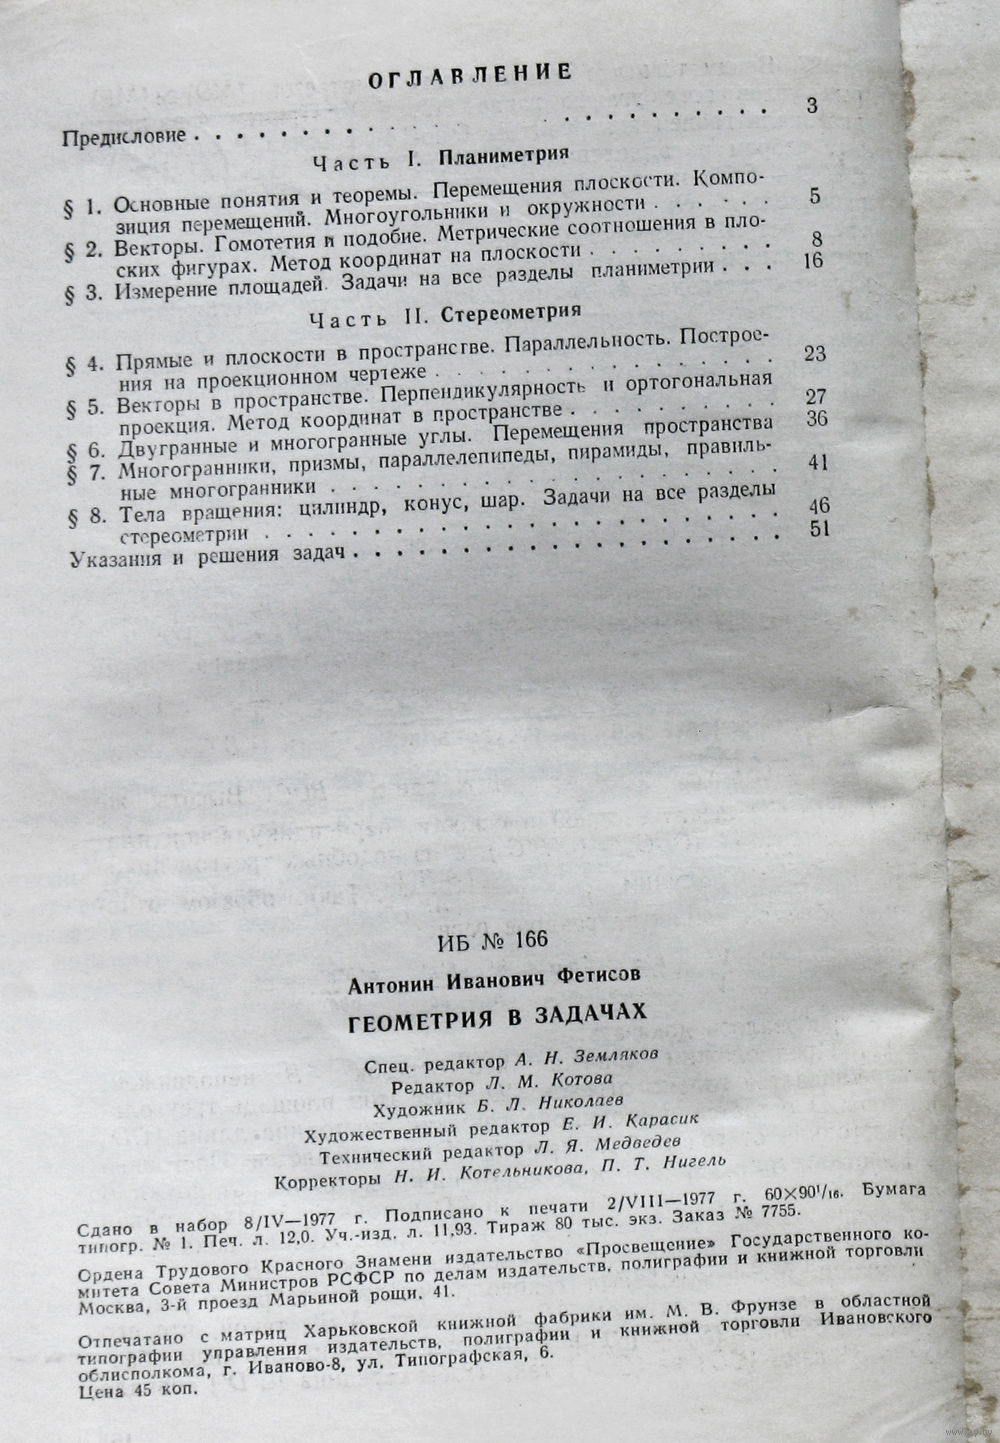 ОГЛАВЛЕНИЕ
Предисловие . . . . . . . . . . . . . . . . . . 3
Часть I. Планиметрия
§ 1. Основные понятия и теоремы. Перемещения плоскости. Компо-
зиция перемещений. Многоугольники и окружности . . . . . . 5
§ 2. Векторы. Гомотетия и подобие. Метрические соотношения в пло-
ских фигурах. Метод координат на плоскости . . . . . . . . . 8
§ 3. Измерение площадей. Задачи на все разделы планиметрии . . . 16
Часть II. Стереометрия
§ 4. Прямые и плоскости в пространстве. Параллельность. Построе-
ния на проекционном чертеже . . . . . . . . . . . . . . . . 23
§ 5. Векторы в пространстве. Перпендикулярность и ортогональная
проекция. Метод координат в пространстве . . . . . . . . . . 27
§ 6. Двугранные и многогранные углы. Перемещения пространства 36
§ 7. Многогранники, призмы, параллелепипеды, пирамиды, правиль-
ные многогранники . . . . . . . . . . . . . . . . . . . . . 41
§ 8. Тела вращения: цилиндр, конус, шар. Задачи на все разделы
стереометрии . . . . . . . . . . . . . . . . . . . . . . . . 46
Указания и решения задач . . . . . . . . . . . . . . . . . . . . 51
ИБ № 166
Антонин Иванович Фетисов
ГЕОМЕТРИЯ В ЗАДАЧАХ
Спец. редактор А. Н. Земляков
Редактор Л. М. Котова
Художник Б. Л. Николаев
Художественный редактор Е. И. Карасик
Технический редактор Л. Я. Медведев
Корректоры Н. И. Котельникова, П. Т. Нигель
Сдано в набор 8/IV—1977 г. Подписано к печати 2/VIII—1977 г. 60×90¹/₁₆. Бумага
типогр. № 1. Печ. л. 12,0. Уч.-изд. л. 11,93. Тираж 80 тыс. экз. Заказ № 7755.
Ордена Трудового Красного Знамени издательство «Просвещение» Государственного ко-
митета Совета Министров РСФСР по делам издательств, полиграфии и книжной торговли
Москва, 3-й проезд Марьиной рощи, 41.
Отпечатано с матриц Харьковской книжной фабрики им. М. В. Фрунзе в областной
типографии управления издательств, полиграфии и книжной торговли Ивановского
облисполкома, г. Иваново-8, ул. Типографская, 6.
Цена 45 коп.